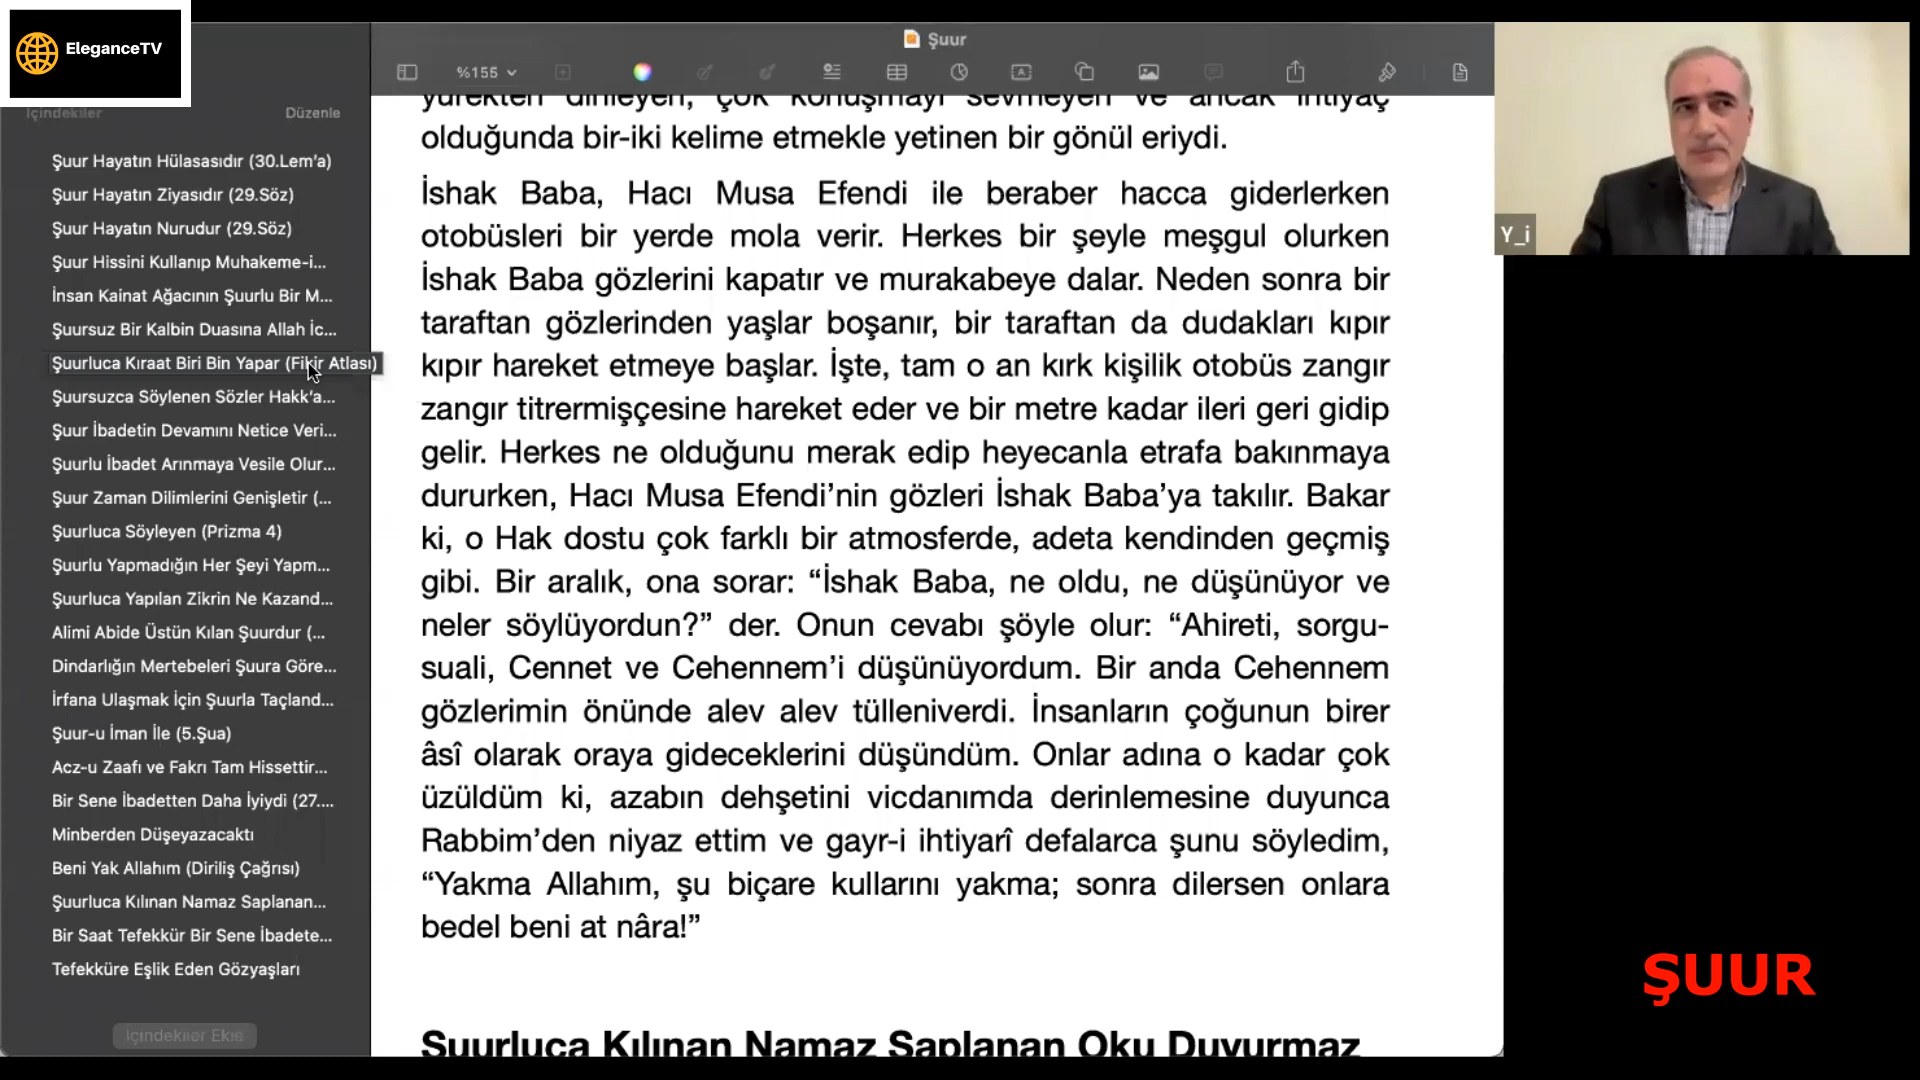 EleganceTV
Şuur
%155
İçindekiler
Düzenle
Şuur Hayatın Hülasasıdır (30.Lem'a)
Şuur Hayatın Ziyasıdır (29.Söz)
Şuur Hayatın Nurudur (29.Söz)
Şuur Hissini Kullanıp Muhakeme-i...
İnsan Kainat Ağacının Şuurlu Bir M...
Şuursuz Bir Kalbin Duasına Allah İc...
Şuurluca Kıraat Biri Bin Yapar (Fikir Atlası)
Şuursuzca Söylenen Sözler Hakk'a...
Şuur İbadetin Devamını Netice Veri...
Şuurlu İbadet Arınmaya Vesile Olur...
Şuur Zaman Dilimlerini Genişletir (...
Şuurluca Söyleyen (Prizma 4)
Şuurlu Yapmadığın Her Şeyi Yapm...
Şuurluca Yapılan Zikrin Ne Kazand...
Alimi Abide Üstün Kılan Şuurdur (...
Dindarlığın Mertebeleri Şuura Göre...
İrfana Ulaşmak İçin Şuurla Taçland...
Şuur-u İman İle (5.Şua)
Acz-u Zaafı ve Fakrı Tam Hissettir...
Bir Sene İbadetten Daha İyiydi (27....
Minberden Düşeyazacaktı
Beni Yak Allahım (Diriliş Çağrısı)
Şuurluca Kılınan Namaz Saplanan...
Bir Saat Tefekkür Bir Sene İbadete...
Tefekküre Eşlik Eden Gözyaşları
İçindekiler Ekle
yürekten dinleyen, çok konuşmayı sevmeyen ve ancak ihtiyaç
olduğunda bir-iki kelime etmekle yetinen bir gönül eriydi.
İshak Baba, Hacı Musa Efendi ile beraber hacca giderlerken
otobüsleri bir yerde mola verir. Herkes bir şeyle meşgul olurken
İshak Baba gözlerini kapatır ve murakabeye dalar. Neden sonra bir
taraftan gözlerinden yaşlar boşanır, bir taraftan da dudakları kıpır
kıpır hareket etmeye başlar. İşte, tam o an kırk kişilik otobüs zangır
zangır titrermişçesine hareket eder ve bir metre kadar ileri geri gidip
gelir. Herkes ne olduğunu merak edip heyecanla etrafa bakınmaya
dururken, Hacı Musa Efendi’nin gözleri İshak Baba’ya takılır. Bakar
ki, o Hak dostu çok farklı bir atmosferde, adeta kendinden geçmiş
gibi. Bir aralık, ona sorar: “İshak Baba, ne oldu, ne düşünüyor ve
neler söylüyordun?” der. Onun cevabı şöyle olur: “Ahireti, sorgu-
suali, Cennet ve Cehennem’i düşünüyordum. Bir anda Cehennem
gözlerimin önünde alev alev tülleniverdi. İnsanların çoğunun birer
âsî olarak oraya gideceklerini düşündüm. Onlar adına o kadar çok
üzüldüm ki, azabın dehşetini vicdanımda derinlemesine duyunca
Rabbim’den niyaz ettim ve gayr-i ihtiyarî defalarca şunu söyledim,
“Yakma Allahım, şu biçare kullarını yakma; sonra dilersen onlara
bedel beni at nâra!”
Şuurluca Kılınan Namaz Saplanan Oku Duyurmaz
Y_i
ŞUUR